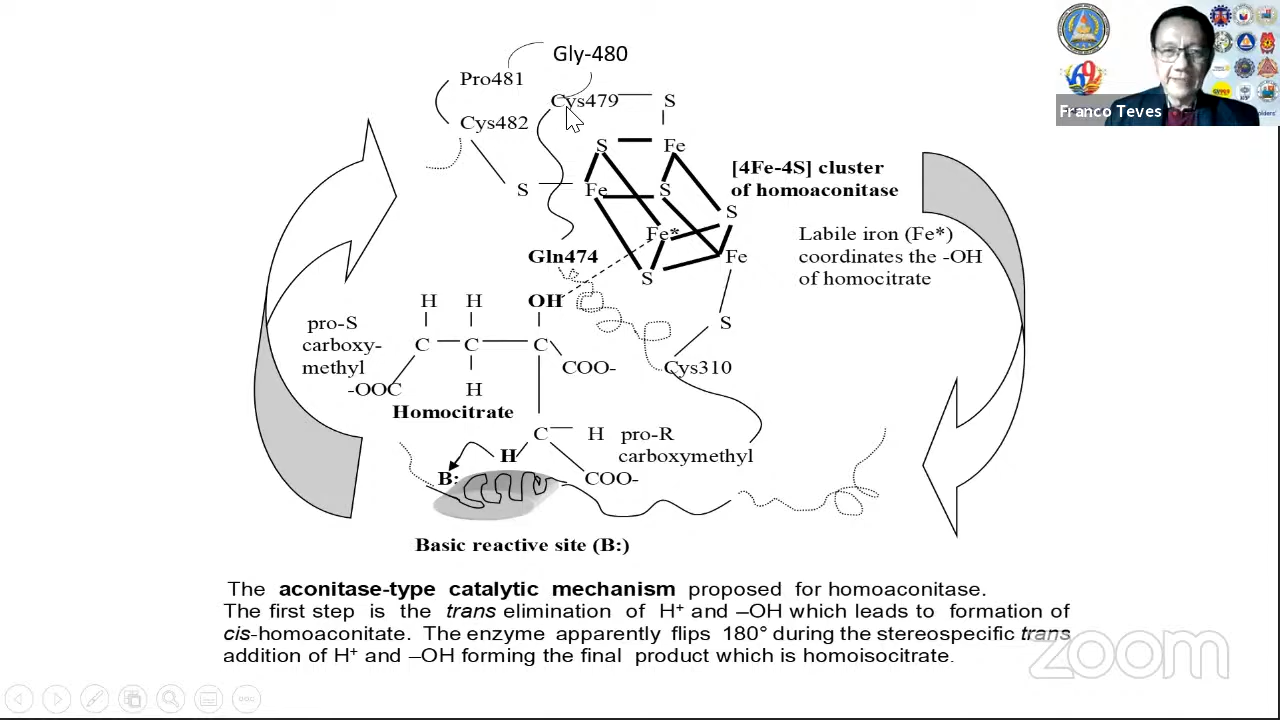 Gly-480
Pro481
Cys479 S
Cys482
S Fe
[4Fe-4S] cluster
of homoaconitase
S Fe S
S
Fe*
Labile iron (Fe*)
coordinates the -OH
of homocitrate
Gln474
Fe
S
H H OH
S
pro-S
carboxy-
methyl
C C C
COO-
Cys310
-OOC H
Homocitrate
C H pro-R
carboxymethyl
H
B:
COO-
Basic reactive site (B:)
The aconitase-type catalytic mechanism proposed for homoaconitase.
The first step is the trans elimination of H⁺ and –OH which leads to formation of
cis-homoaconitate. The enzyme apparently flips 180° during the stereospecific trans
addition of H⁺ and –OH forming the final product which is homoisocitrate.
Franco Teves
zoom